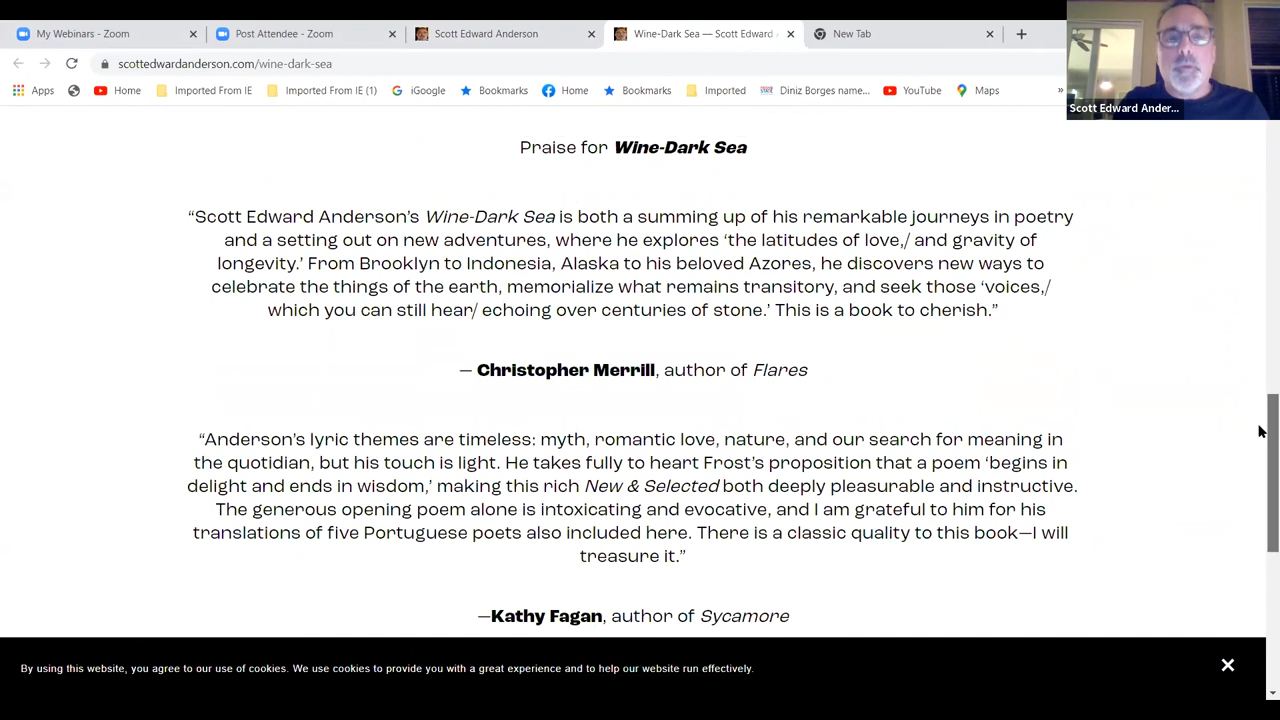 My Webinars - Zoom
Post Attendee - Zoom
Scott Edward Anderson
Wine-Dark Sea — Scott Edward
New Tab
scottedwardanderson.com/wine-dark-sea
Apps
Home
Imported From IE
Imported From IE (1)
iGoogle
Bookmarks
Home
Bookmarks
Imported
Diniz Borges name...
YouTube
Maps
»
Scott Edward Ander...
Praise for Wine-Dark Sea
“Scott Edward Anderson’s Wine-Dark Sea is both a summing up of his remarkable journeys in poetry
and a setting out on new adventures, where he explores ‘the latitudes of love,/ and gravity of
longevity.’ From Brooklyn to Indonesia, Alaska to his beloved Azores, he discovers new ways to
celebrate the things of the earth, memorialize what remains transitory, and seek those ‘voices,/
which you can still hear/ echoing over centuries of stone.’ This is a book to cherish.”
— Christopher Merrill, author of Flares
“Anderson’s lyric themes are timeless: myth, romantic love, nature, and our search for meaning in
the quotidian, but his touch is light. He takes fully to heart Frost’s proposition that a poem ‘begins in
delight and ends in wisdom,’ making this rich New & Selected both deeply pleasurable and instructive.
The generous opening poem alone is intoxicating and evocative, and I am grateful to him for his
translations of five Portuguese poets also included here. There is a classic quality to this book—I will
treasure it.”
—Kathy Fagan, author of Sycamore
By using this website, you agree to our use of cookies. We use cookies to provide you with a great experience and to help our website run effectively.